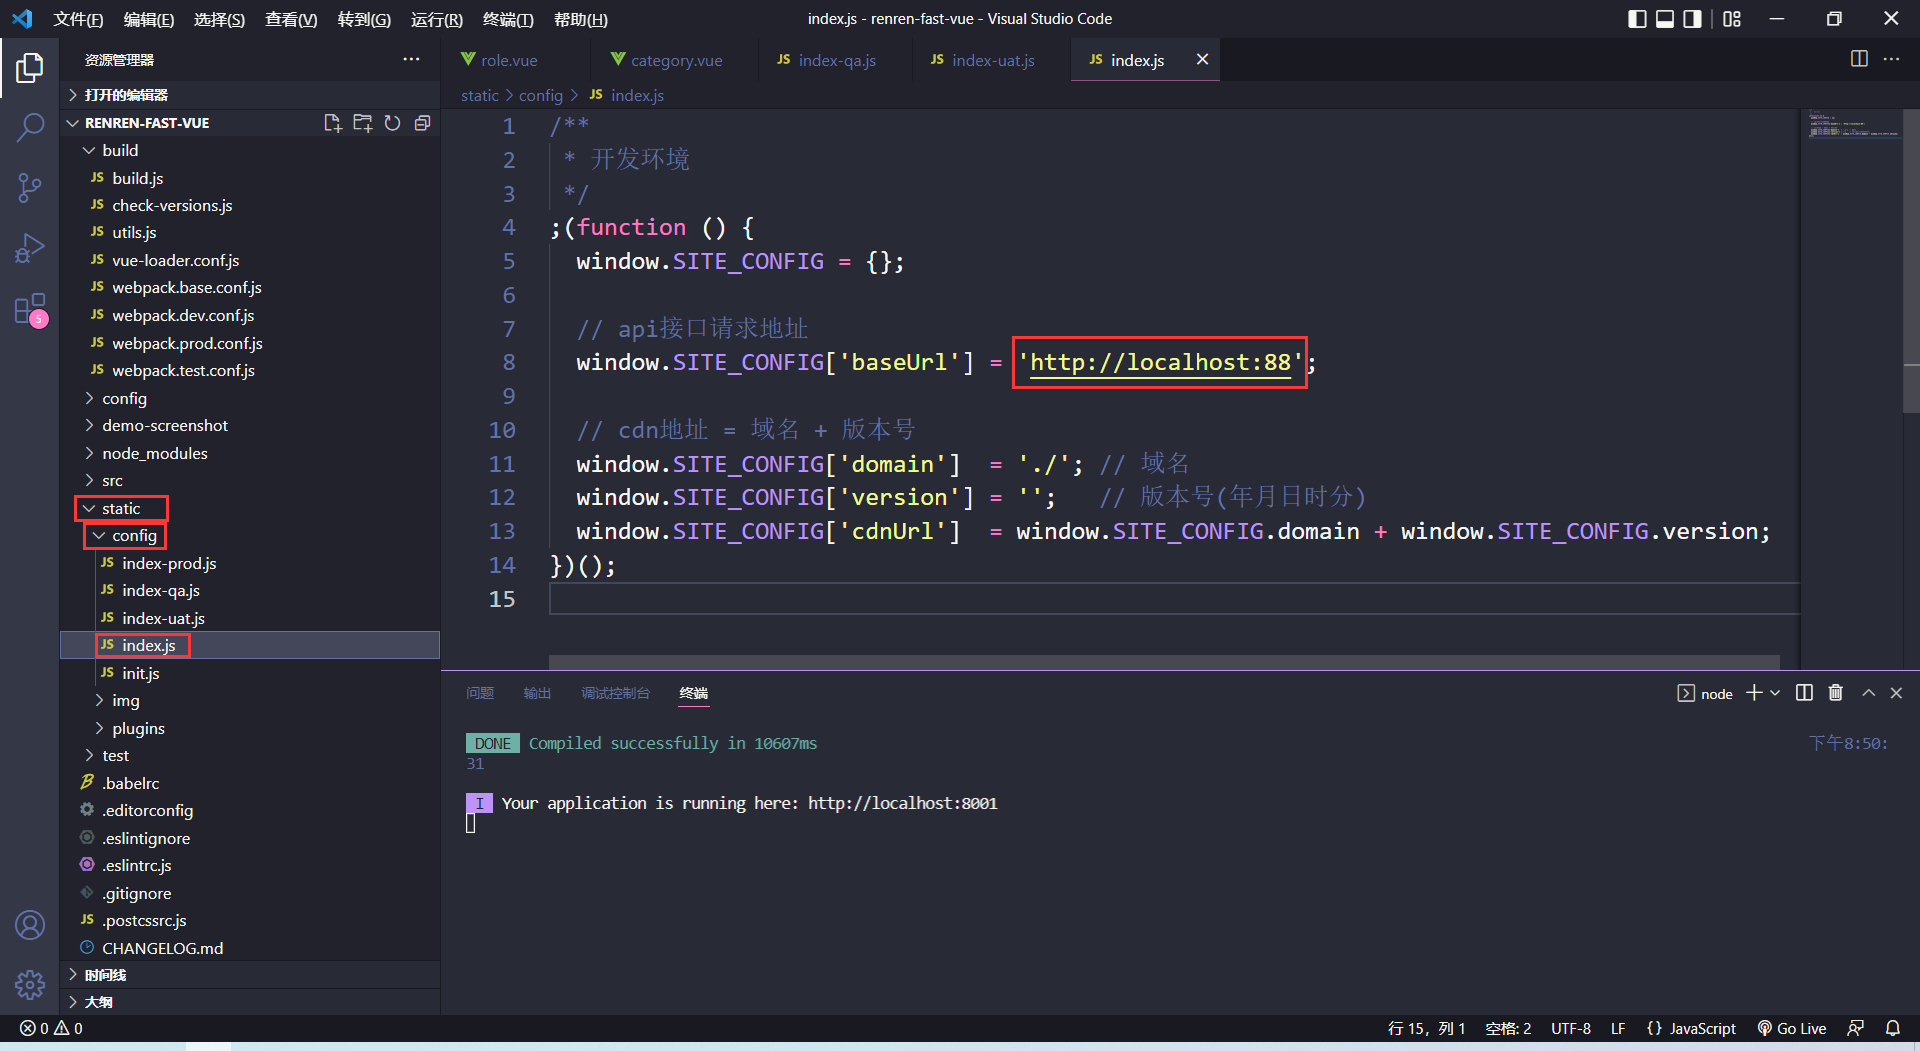 文件(F) 编辑(E) 选择(S) 查看(V) 转到(G) 运行(R) 终端(T) 帮助(H)
index.js - renren-fast-vue - Visual Studio Code
资源管理器
打开的编辑器
RENREN-FAST-VUE
build
JS build.js
JS check-versions.js
JS utils.js
JS vue-loader.conf.js
JS webpack.base.conf.js
JS webpack.dev.conf.js
JS webpack.prod.conf.js
JS webpack.test.conf.js
config
demo-screenshot
node_modules
src
static
config
JS index-prod.js
JS index-qa.js
JS index-uat.js
JS index.js
JS init.js
img
plugins
test
.babelrc
.editorconfig
.eslintignore
.eslintrc.js
.gitignore
JS .postcssrc.js
CHANGELOG.md
时间线
大纲
5
role.vue category.vue JS index-qa.js JS index-uat.js JS index.js
static > config > JS index.js
1 /**
2 * 开发环境
3 */
4 ;(function () {
5 window.SITE_CONFIG = {};
6
7 // api接口请求地址
8 window.SITE_CONFIG['baseUrl'] = 'http://localhost:88';
9
10 // cdn地址 = 域名 + 版本号
11 window.SITE_CONFIG['domain']  = './'; // 域名
12 window.SITE_CONFIG['version'] = '';   // 版本号(年月日时分)
13 window.SITE_CONFIG['cdnUrl']  = window.SITE_CONFIG.domain + window.SITE_CONFIG.version;
14 })();
15
问题 输出 调试控制台 终端
node
DONE Compiled successfully in 10607ms 下午8:50:
31
I Your application is running here: http://localhost:8001
0 0
行 15，列 1 空格: 2 UTF-8 LF {} JavaScript Go Live